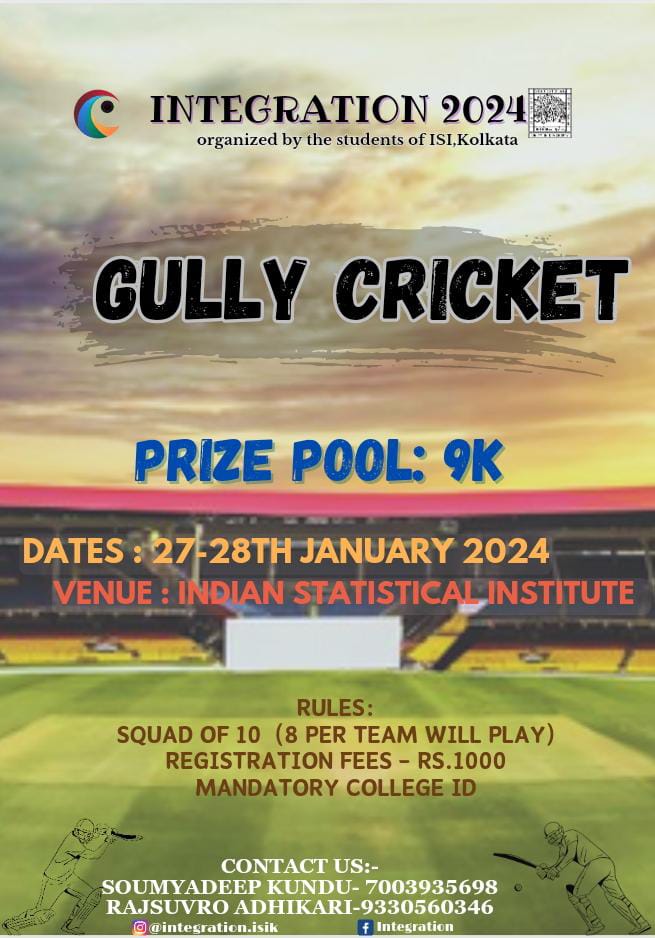 INTEGRATION 2024
organized by the students of ISI,Kolkata
GULLY CRICKET
PRIZE POOL: 9K
DATES : 27-28TH JANUARY 2024
VENUE : INDIAN STATISTICAL INSTITUTE
RULES:
SQUAD OF 10 (8 PER TEAM WILL PLAY)
REGISTRATION FEES – RS.1000
MANDATORY COLLEGE ID
CONTACT US:-
SOUMYADEEP KUNDU- 7003935698
RAJSUVRO ADHIKARI-9330560346
@integration.isik
Integration